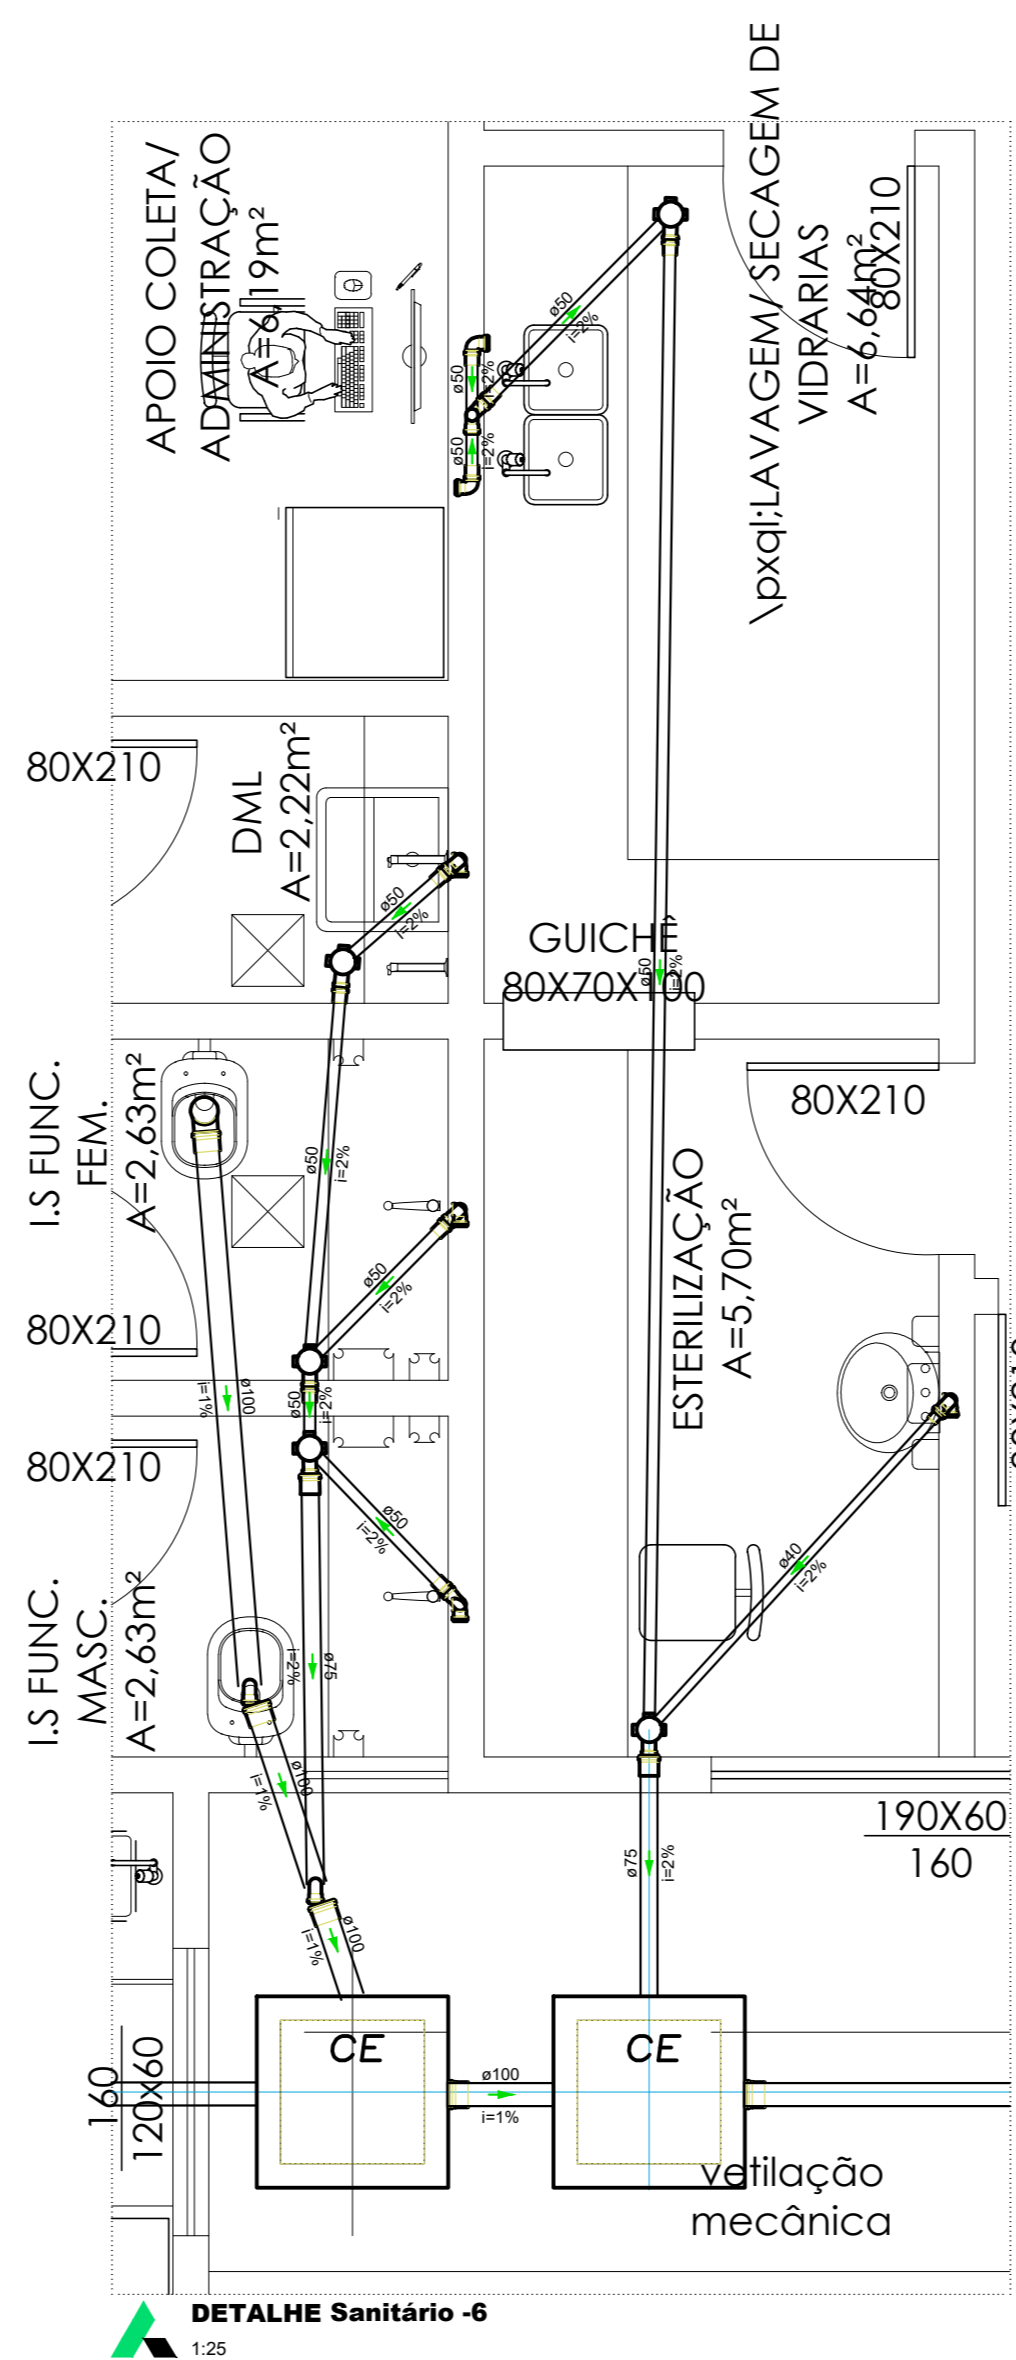 APOIO COLETA/
ADMINISTRAÇÃO
A=6,19m²
\pxql;LAVAGEM/SECAGEM DE
VIDRARIAS
A=6,64m²
80X210
ø50
i=2%
ø50
i=2%
ø50
i=2%
80X210
DML
A=2,22m²
ø50
i=2%
GUICHÊ
80X70X100
ø50
i=2%
I.S FUNC.
FEM.
A=2,63m²
80X210
ø50
i=2%
80X210
ESTERILIZAÇÃO
A=5,70m²
ø50
i=2%
80X210
i=1%
ø100
ø50
i=2%
80X210
ø50
i=2%
ø40
i=2%
I.S FUNC.
MASC.
A=2,63m²
i=2%
ø75
i=1%
ø100
190X60
160
ø75
i=2%
i=1%
ø100
160
120X60
CE
CE
ø100
i=1%
vetilação
mecânica
DETALHE Sanitário -6
1:25